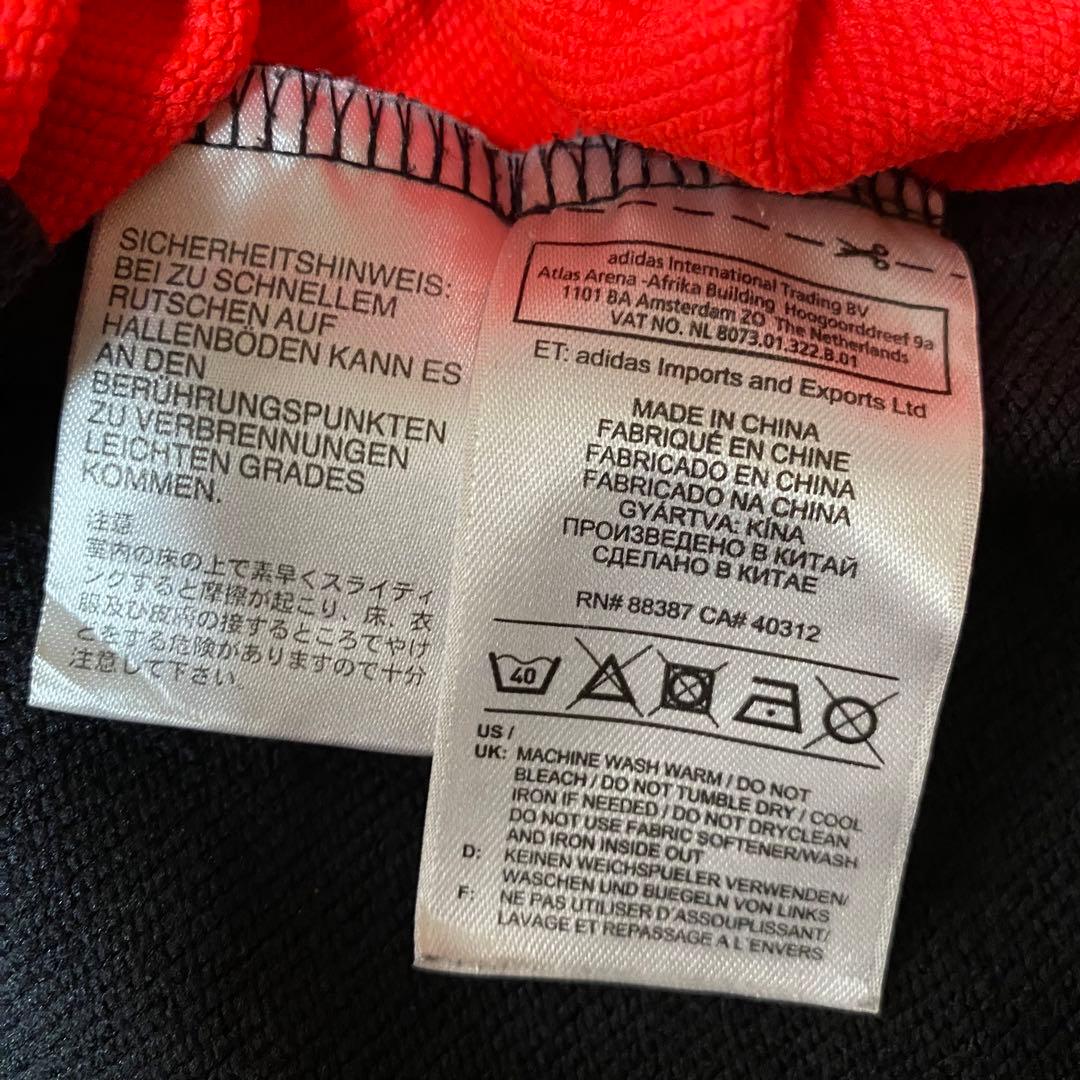 SICHERHEITSHINWEIS:
BEI ZU SCHNELLEM
RUTSCHEN AUF
HALLENBÖDEN KANN ES
AN DEN
BERÜHRUNGSPUNKTEN
ZU VERBRENNUNGEN
LEICHTEN GRADES
KOMMEN.
注意
室内の床の上で素早くスライディ
ングすると摩擦が起こり、床、衣
服及び皮膚の接するところでやけ
どをする危険がありますので十分
注意して下さい。
adidas International Trading BV
Atlas Arena -Afrika Building Hoogoorddreef 9a
1101 BA Amsterdam ZO The Netherlands
VAT NO. NL 8073.01.322.B.01
ET: adidas Imports and Exports Ltd
MADE IN CHINA
FABRIQUÉ EN CHINE
FABRICADO EN CHINA
FABRICADO NA CHINA
GYÁRTVA: KÍNA
ПРОИЗВЕДЕНО В КИТАЙ
СДЕЛАНО В КИТАЕ
RN# 88387 CA# 40312
40
US /
UK: MACHINE WASH WARM / DO NOT
BLEACH / DO NOT TUMBLE DRY / COOL
IRON IF NEEDED / DO NOT DRYCLEAN
DO NOT USE FABRIC SOFTENER/WASH
AND IRON INSIDE OUT
D: KEINEN WEICHSPUELER VERWENDEN/
WASCHEN UND BUEGELN VON LINKS
F: NE PAS UTILISER D'ASSOUPLISSANT/
LAVAGE ET REPASSAGE A L'ENVERS